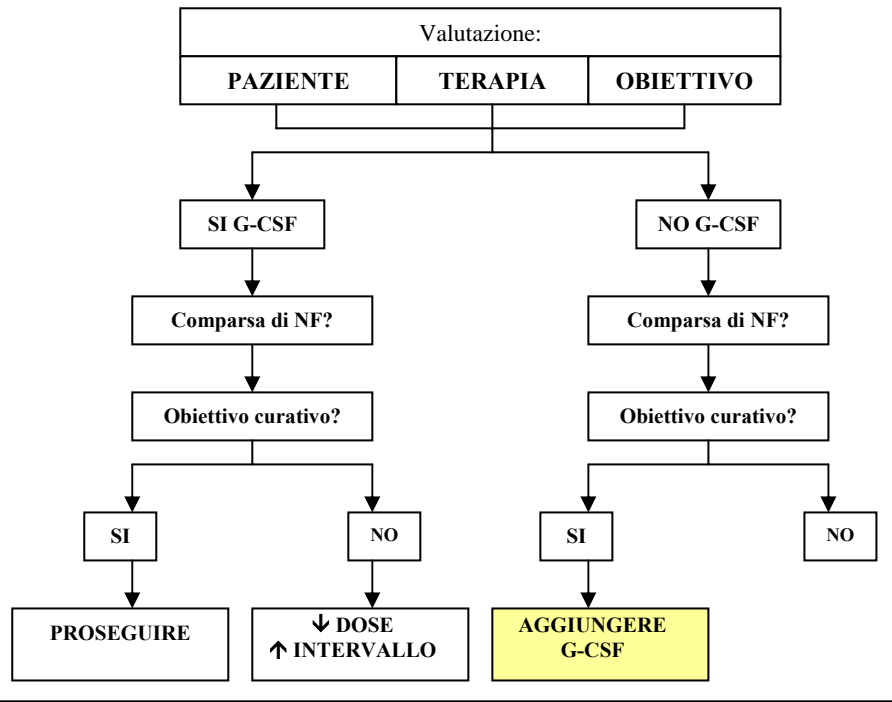 Valutazione:
PAZIENTE TERAPIA OBIETTIVO
SI G-CSF NO G-CSF
Comparsa di NF? Comparsa di NF?
Obiettivo curativo? Obiettivo curativo?
SI NO SI NO
PROSEGUIRE
↓ DOSE
↑ INTERVALLO
AGGIUNGERE
G-CSF